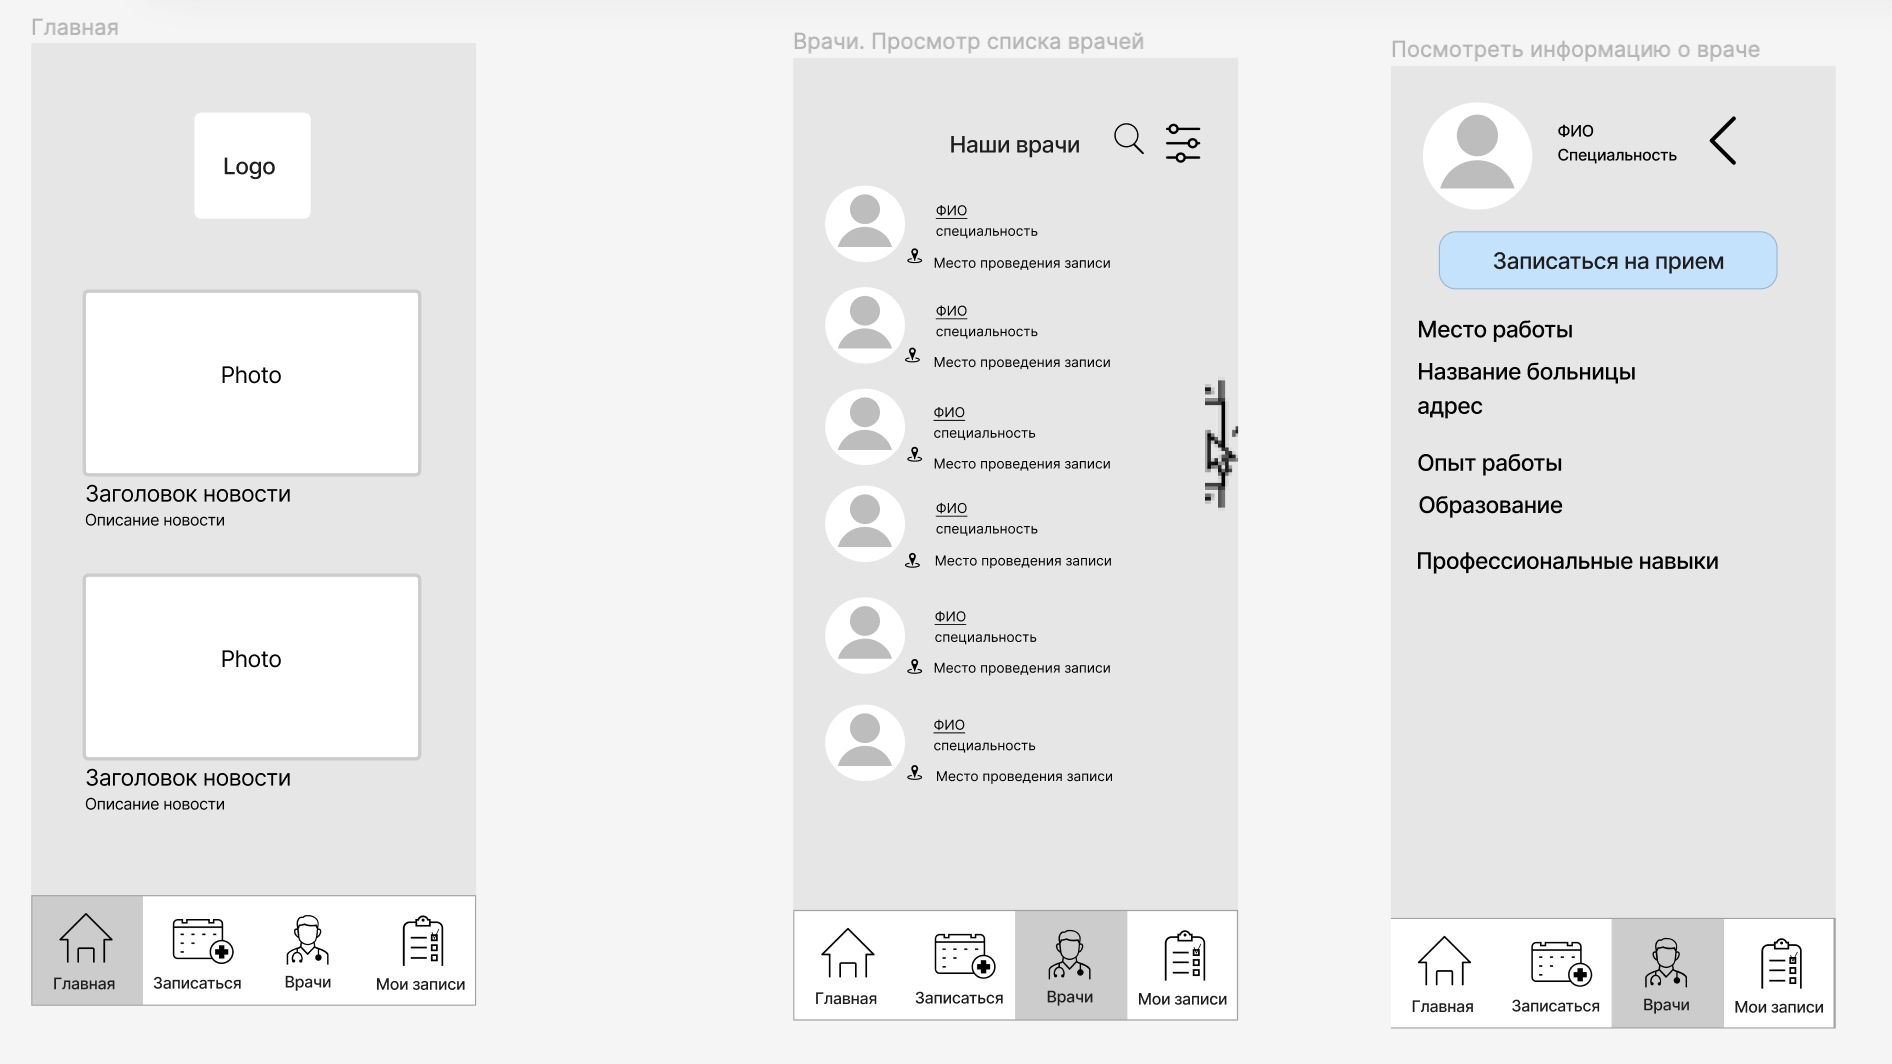 Главная
Logo
Photo
Заголовок новости
Описание новости
Photo
Заголовок новости
Описание новости
Главная
Записаться
Врачи
Мои записи
Врачи. Просмотр списка врачей
Наши врачи
ФИО
специальность
Место проведения записи
ФИО
специальность
Место проведения записи
ФИО
специальность
Место проведения записи
ФИО
специальность
Место проведения записи
ФИО
специальность
Место проведения записи
ФИО
специальность
Место проведения записи
Главная
Записаться
Врачи
Мои записи
Посмотреть информацию о враче
ФИО
Специальность
Записаться на прием
Место работы
Название больницы
адрес
Опыт работы
Образование
Профессиональные навыки
Главная
Записаться
Врачи
Мои записи